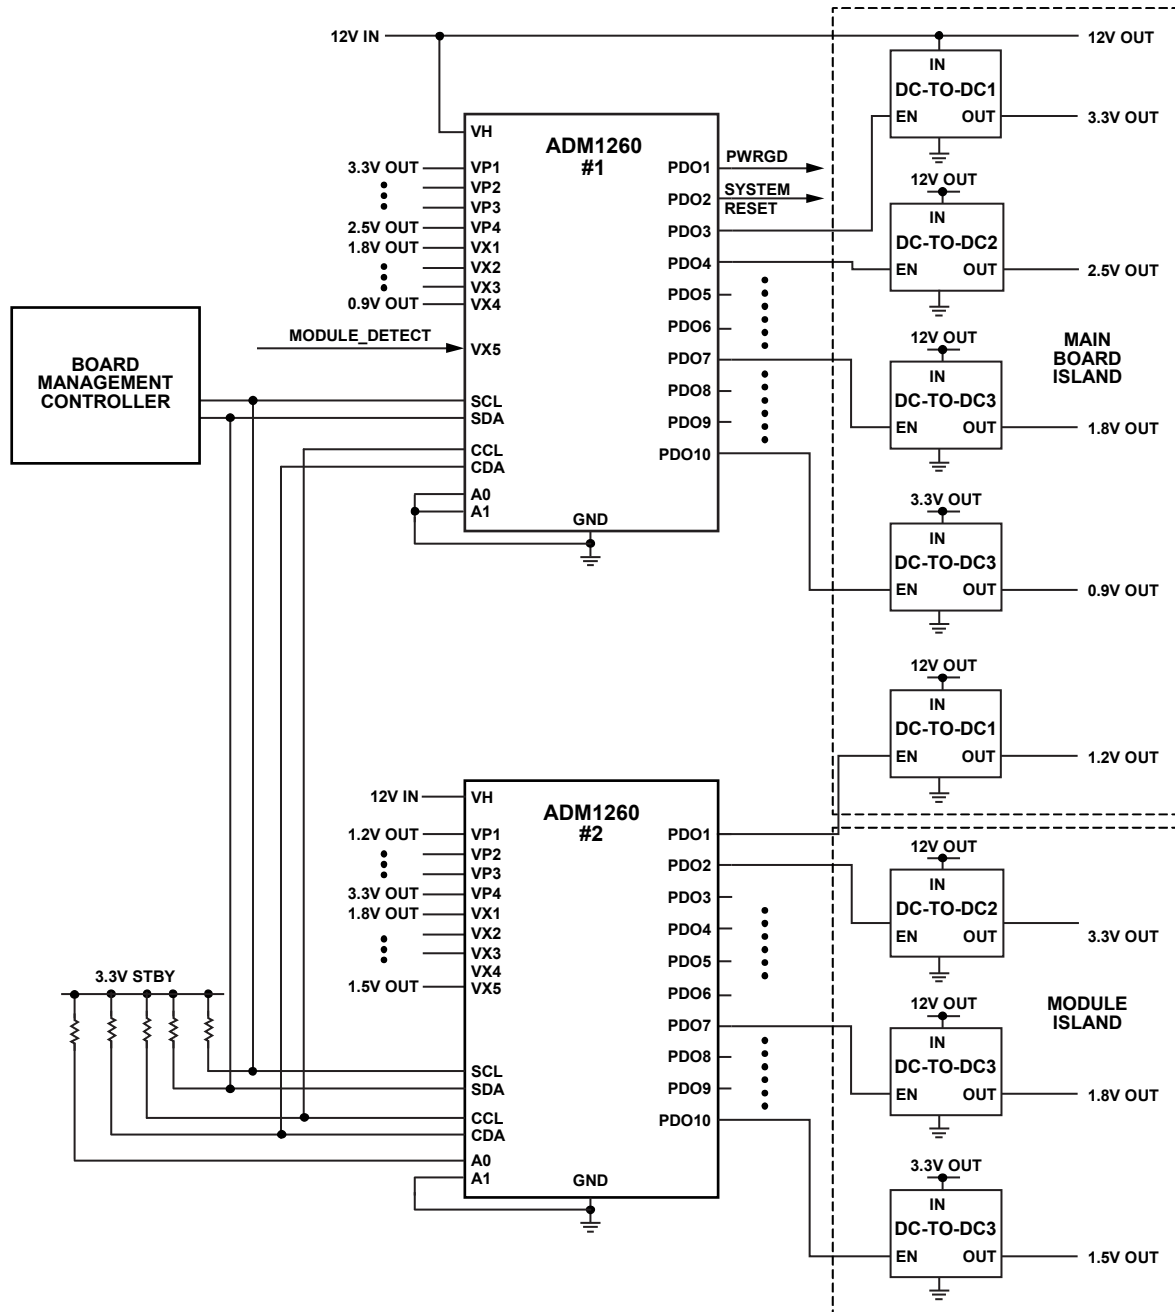 12V IN
12V OUT
IN
DC-TO-DC1
EN OUT
3.3V OUT
VH
ADM1260
#1
3.3V OUT
VP1
VP2
VP3
2.5V OUT
VP4
1.8V OUT
VX1
VX2
VX3
0.9V OUT
VX4
MODULE_DETECT
VX5
SCL
SDA
CCL
CDA
A0
A1
GND
PDO1
PWRGD
PDO2
SYSTEM
RESET
PDO3
PDO4
PDO5
PDO6
PDO7
PDO8
PDO9
PDO10
BOARD
MANAGEMENT
CONTROLLER
12V OUT
IN
DC-TO-DC2
EN OUT
2.5V OUT
12V OUT
IN
DC-TO-DC3
EN OUT
1.8V OUT
MAIN
BOARD
ISLAND
3.3V OUT
IN
DC-TO-DC3
EN OUT
0.9V OUT
12V OUT
IN
DC-TO-DC1
EN OUT
1.2V OUT
12V IN
VH
ADM1260
#2
1.2V OUT
VP1
VP2
VP3
3.3V OUT
VP4
1.8V OUT
VX1
VX2
VX3
VX4
1.5V OUT
VX5
3.3V STBY
SCL
SDA
CCL
CDA
A0
A1
GND
PDO1
PDO2
PDO3
PDO4
PDO5
PDO6
PDO7
PDO8
PDO9
PDO10
12V OUT
IN
DC-TO-DC2
EN OUT
3.3V OUT
12V OUT
IN
DC-TO-DC3
EN OUT
1.8V OUT
MODULE
ISLAND
3.3V OUT
IN
DC-TO-DC3
EN OUT
1.5V OUT